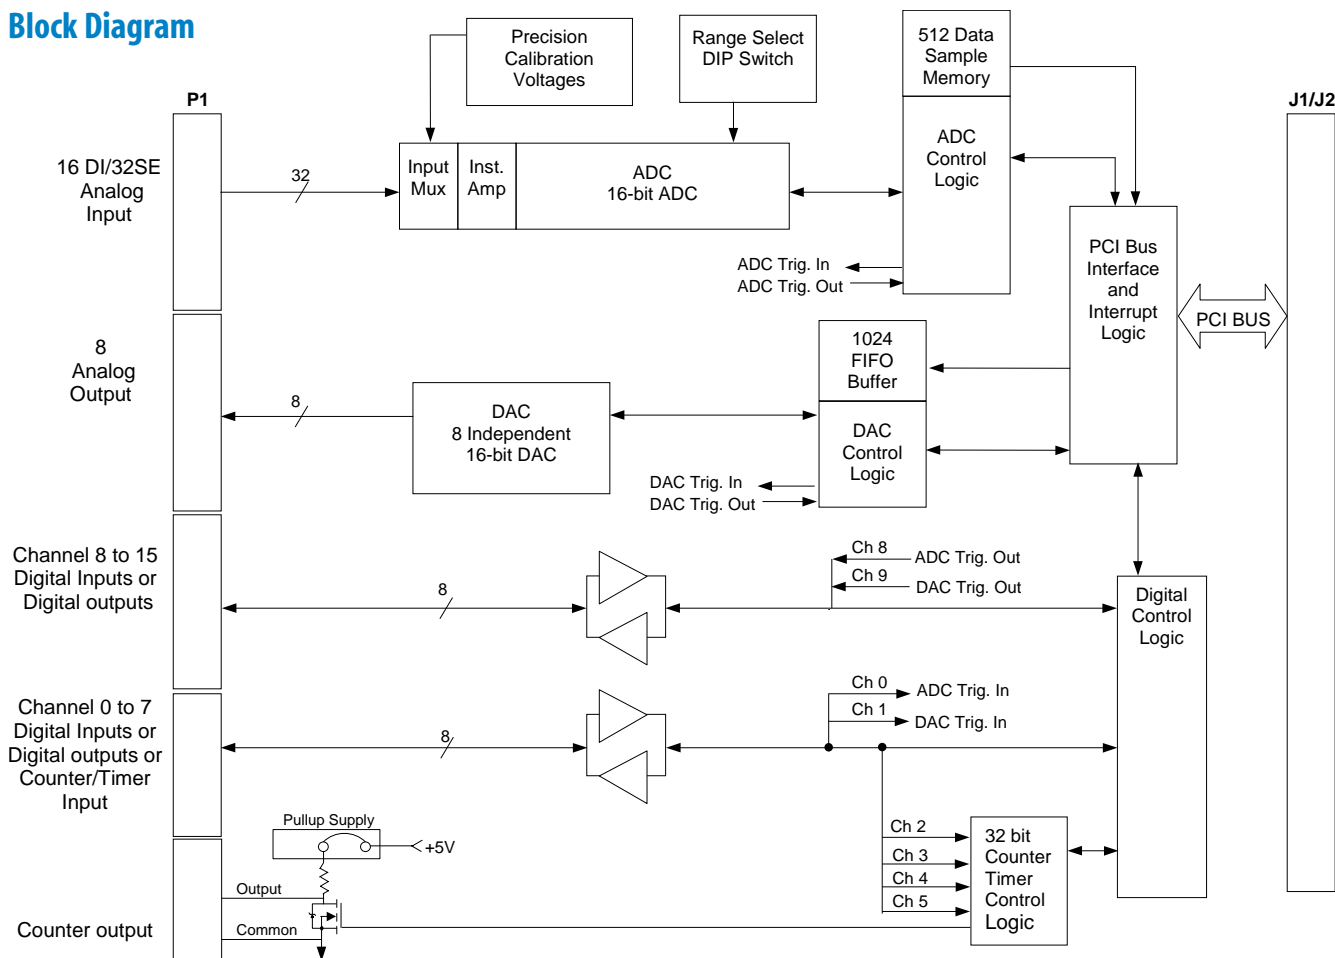 Block Diagram
Precision
Calibration
Voltages
Range Select
DIP Switch
512 Data
Sample
Memory
P1
J1/J2
16 DI/32SE
Analog
Input
32
Input
Mux
Inst.
Amp
ADC
16-bit ADC
ADC
Control
Logic
ADC Trig. In
ADC Trig. Out
PCI Bus
Interface
and
Interrupt
Logic
PCI BUS
8
Analog
Output
8
DAC
8 Independent
16-bit DAC
1024
FIFO
Buffer
DAC
Control
Logic
DAC Trig. In
DAC Trig. Out
Channel 8 to 15
Digital Inputs or
Digital outputs
8
Ch 8
ADC Trig. Out
Ch 9
DAC Trig. Out
Digital
Control
Logic
Channel 0 to 7
Digital Inputs or
Digital outputs or
Counter/Timer
Input
8
Ch 0
ADC Trig. In
Ch 1
DAC Trig. In
Pullup Supply
+5V
Ch 2
Ch 3
Ch 4
Ch 5
32 bit
Counter
Timer
Control
Logic
Output
Counter output
Common